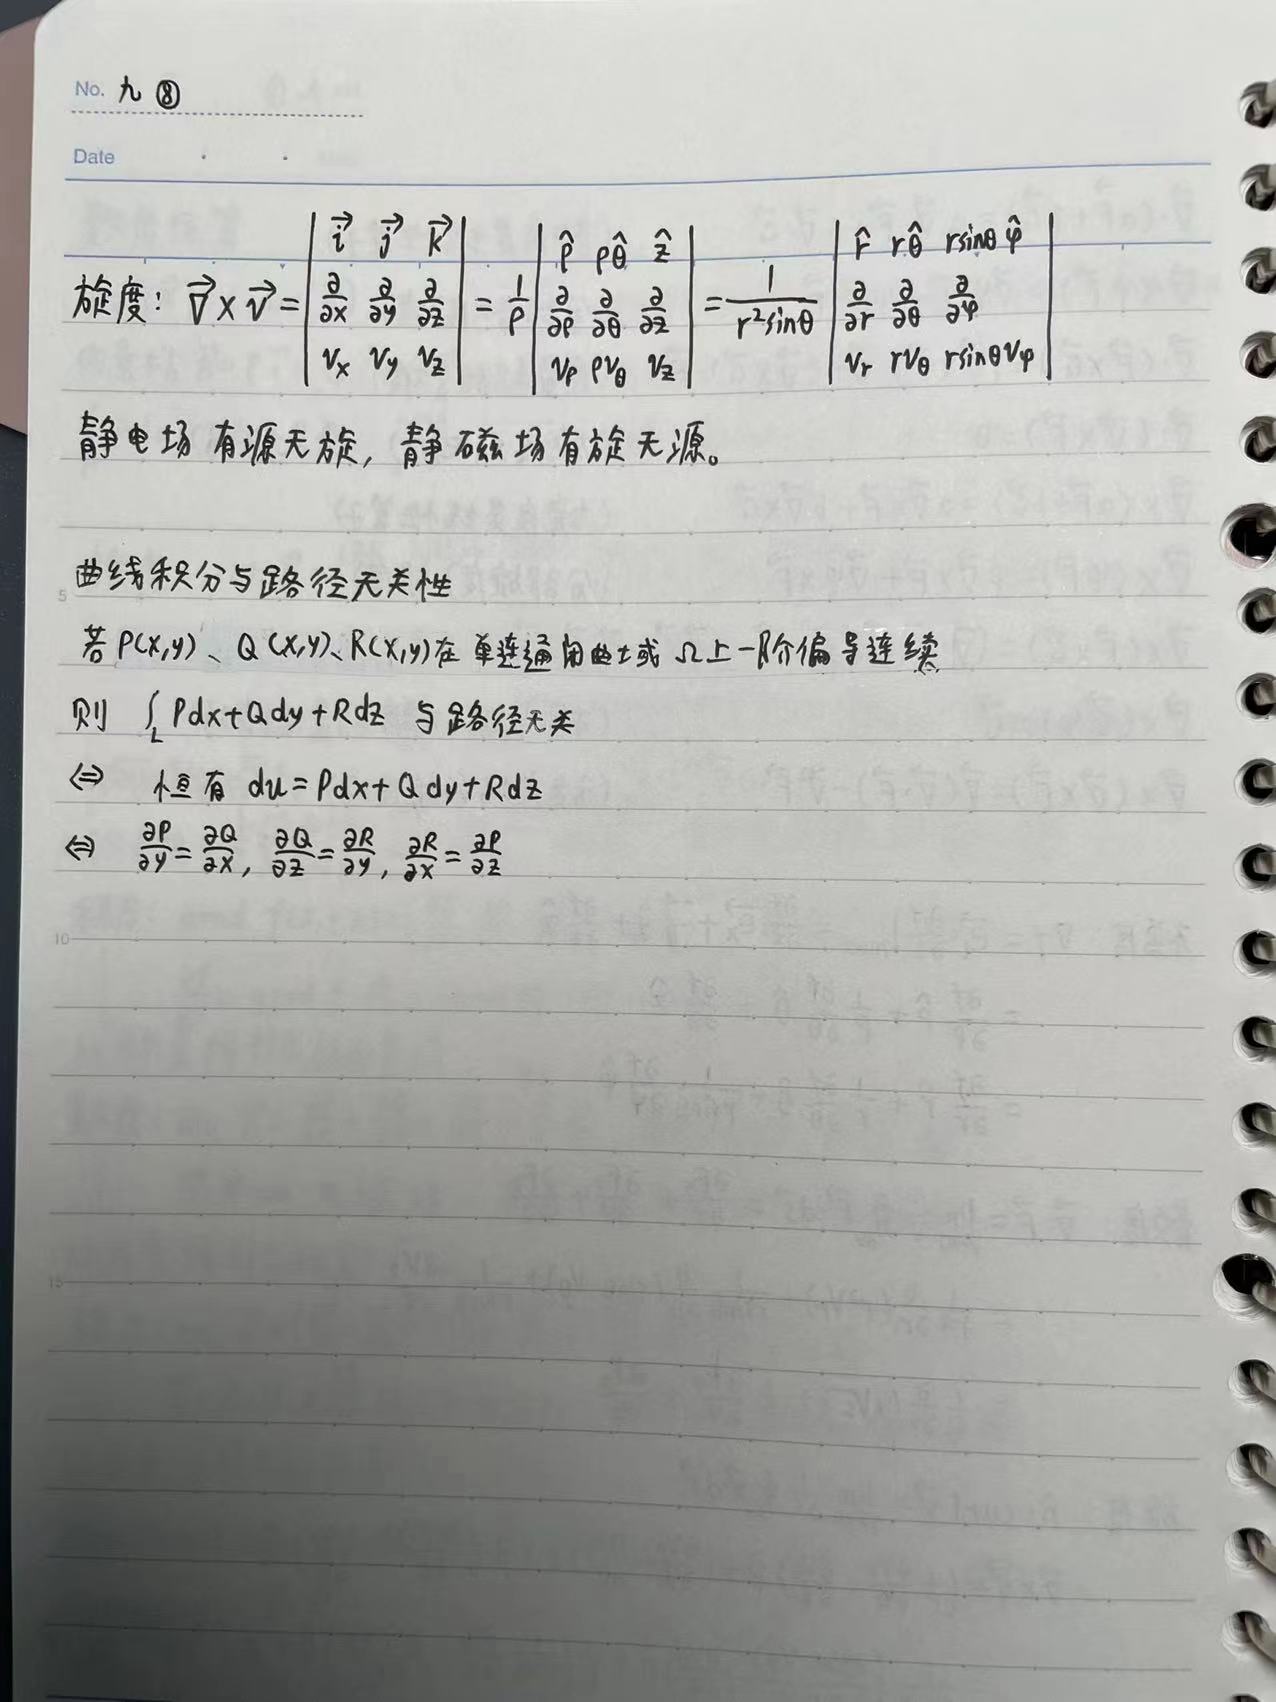 No. 九 ⑧
Date
旋度: $\vec{\nabla} \times \vec{v} = \begin{vmatrix} \vec{i} & \vec{j} & \vec{k} \\ \frac{\partial}{\partial x} & \frac{\partial}{\partial y} & \frac{\partial}{\partial z} \\ v_x & v_y & v_z \end{vmatrix} = \frac{1}{\rho} \begin{vmatrix} \hat{\rho} & \rho\hat{\theta} & \hat{z} \\ \frac{\partial}{\partial \rho} & \frac{\partial}{\partial \theta} & \frac{\partial}{\partial z} \\ v_\rho & \rho v_\theta & v_z \end{vmatrix} = \frac{1}{r^2 \sin\theta} \begin{vmatrix} \hat{r} & r\hat{\theta} & r\sin\theta\,\hat{\varphi} \\ \frac{\partial}{\partial r} & \frac{\partial}{\partial \theta} & \frac{\partial}{\partial \varphi} \\ v_r & rv_\theta & r\sin\theta v_\varphi \end{vmatrix}$
静电场 有源无旋, 静磁场有旋无源。
5 曲线积分与路径无关性
若 P(x,y)、Q(x,y)、R(x,y)在 单连通闭曲 或 Ω上一阶偏导连续
则 $\int_L Pdx+Qdy+Rdz$ 与路径无关
⇔ 恒有 du=Pdx+Qdy+Rdz
⇔ $\frac{\partial P}{\partial y}=\frac{\partial Q}{\partial x}, \frac{\partial Q}{\partial z}=\frac{\partial R}{\partial y}, \frac{\partial R}{\partial x}=\frac{\partial P}{\partial z}$
10
15